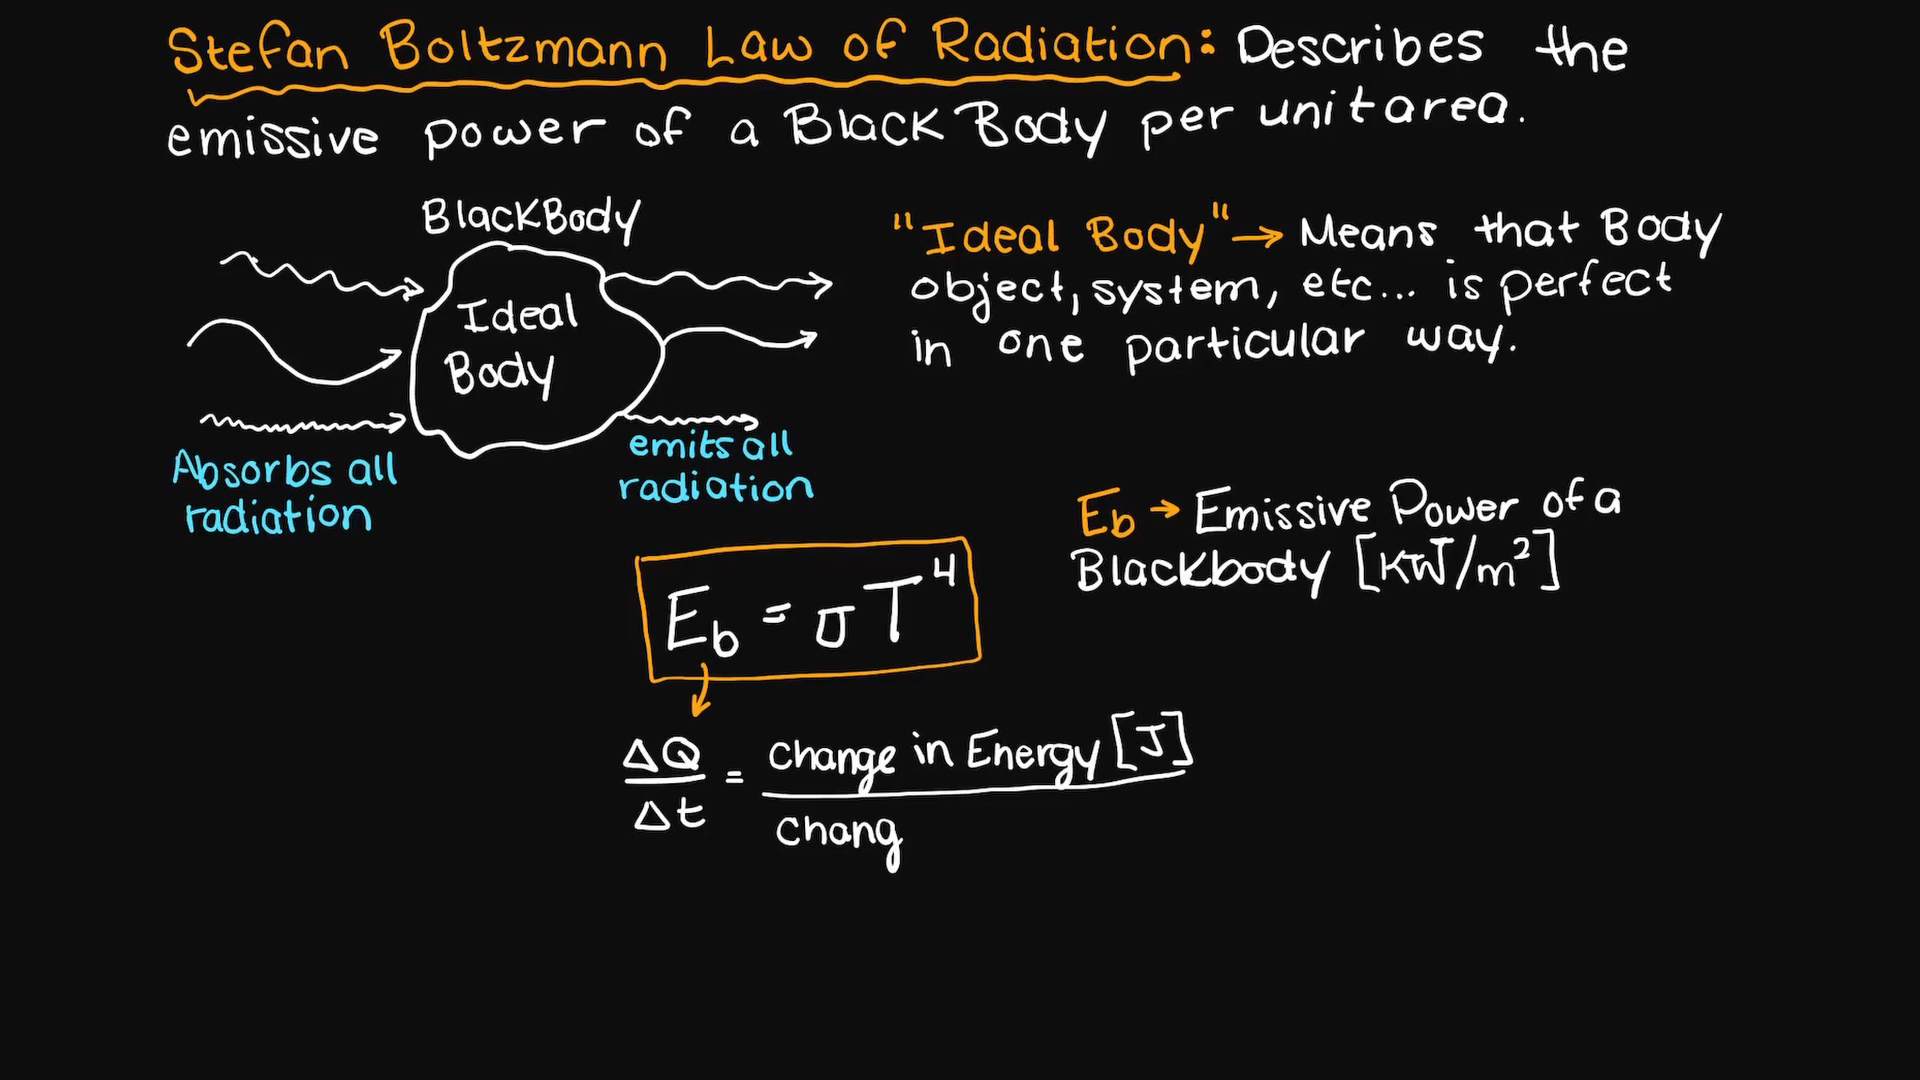 Stefan Boltzmann Law of Radiation: Describes the
emissive power of a BlackBody per unit area.
BlackBody
Ideal
Body
Absorbs all
radiation
emits all
radiation
"Ideal Body" → Means that Body
object, system, etc... is perfect
in one particular way.
Eb → Emissive Power of a
Blackbody [KW/m²]
Eb = σT⁴
ΔQ
Δt
=
change in Energy [J]
chang